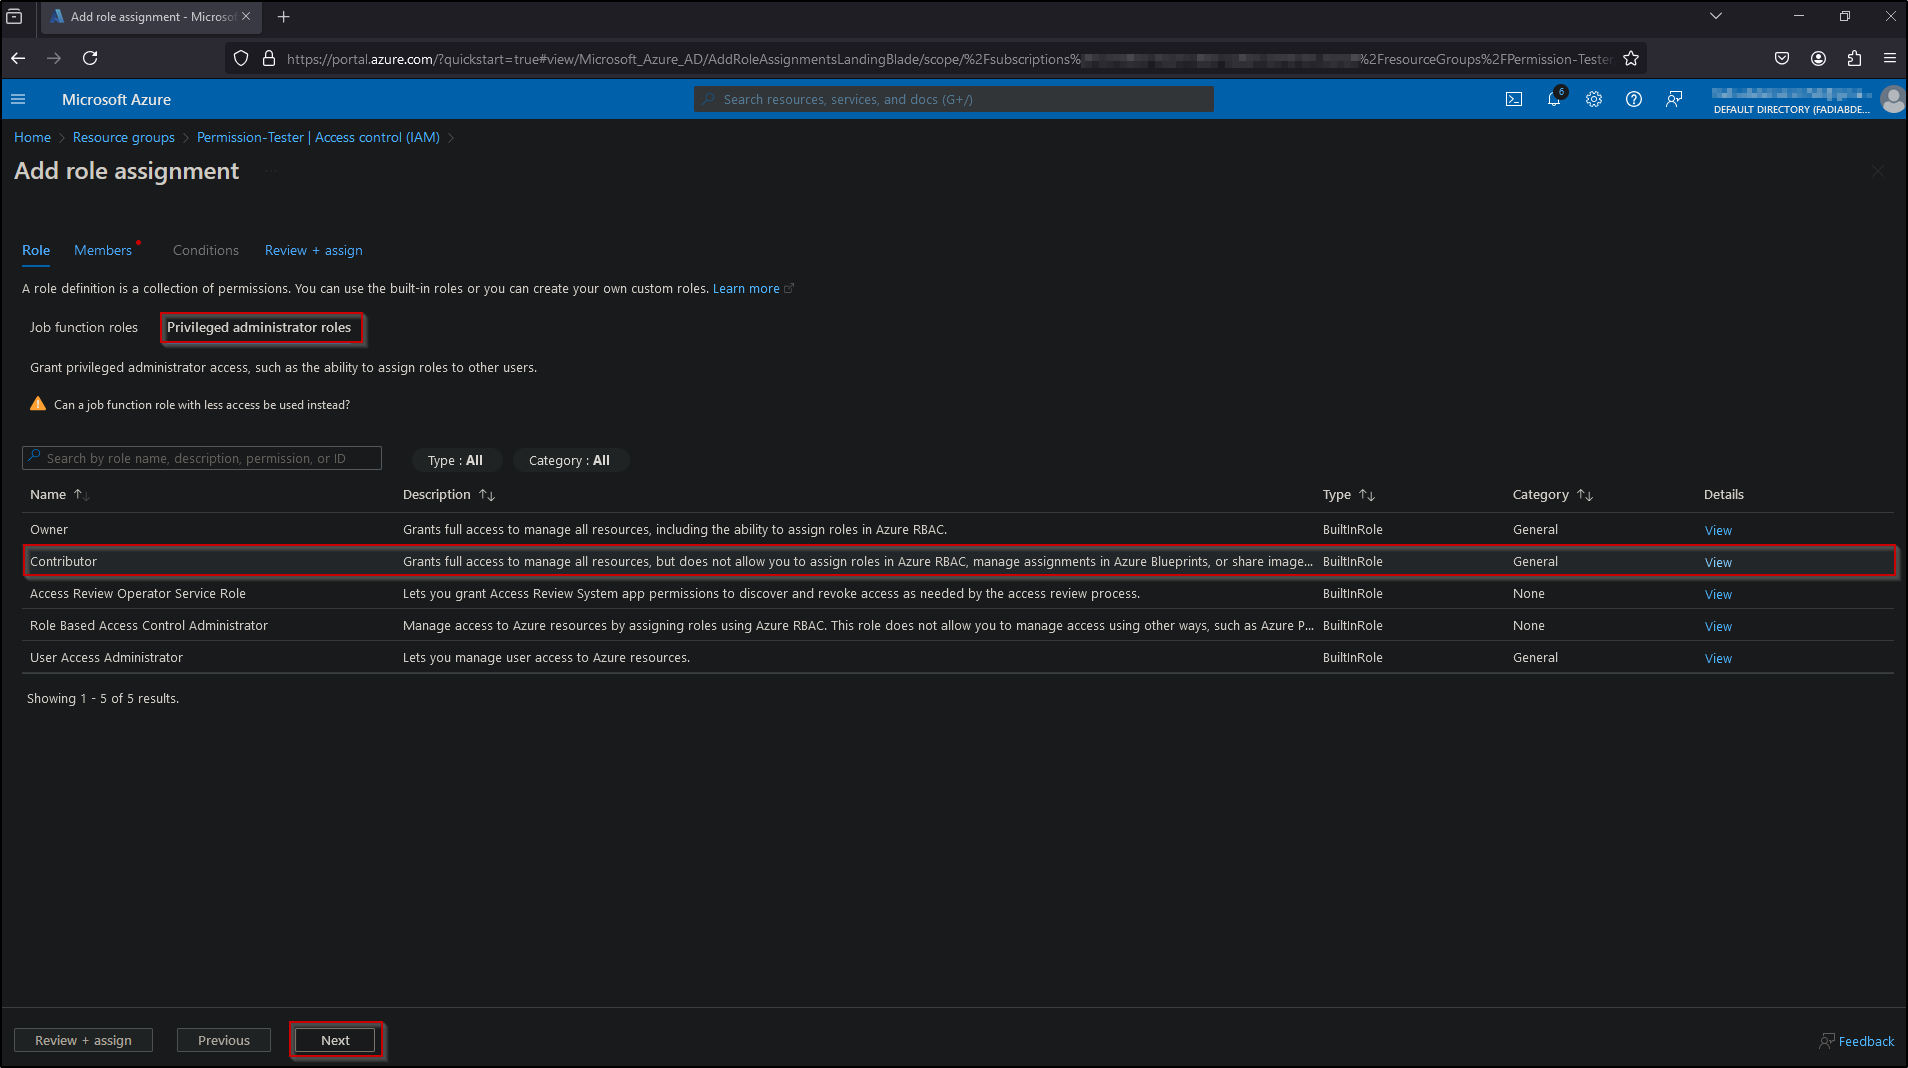 Add role assignment - Microsof
https://portal.azure.com/?quickstart=true#view/Microsoft_Azure_AD/AddRoleAssignmentsLandingBlade/scope/%2Fsubscriptions% %2FresourceGroups%2FPermission-Tester
Microsoft Azure
Search resources, services, and docs (G+/)
6
DEFAULT DIRECTORY (FADIABDE...
Home > Resource groups > Permission-Tester | Access control (IAM) >
Add role assignment ...
Role Members Conditions Review + assign
A role definition is a collection of permissions. You can use the built-in roles or you can create your own custom roles. Learn more
Job function roles Privileged administrator roles
Grant privileged administrator access, such as the ability to assign roles to other users.
Can a job function role with less access be used instead?
Search by role name, description, permission, or ID Type : All Category : All
Name ↑↓ Description ↑↓ Type ↑↓ Category ↑↓ Details
Owner Grants full access to manage all resources, including the ability to assign roles in Azure RBAC. BuiltInRole General View
Contributor Grants full access to manage all resources, but does not allow you to assign roles in Azure RBAC, manage assignments in Azure Blueprints, or share image... BuiltInRole General View
Access Review Operator Service Role Lets you grant Access Review System app permissions to discover and revoke access as needed by the access review process. BuiltInRole None View
Role Based Access Control Administrator Manage access to Azure resources by assigning roles using Azure RBAC. This role does not allow you to manage access using other ways, such as Azure P... BuiltInRole None View
User Access Administrator Lets you manage user access to Azure resources. BuiltInRole General View
Showing 1 - 5 of 5 results.
Review + assign Previous Next Feedback